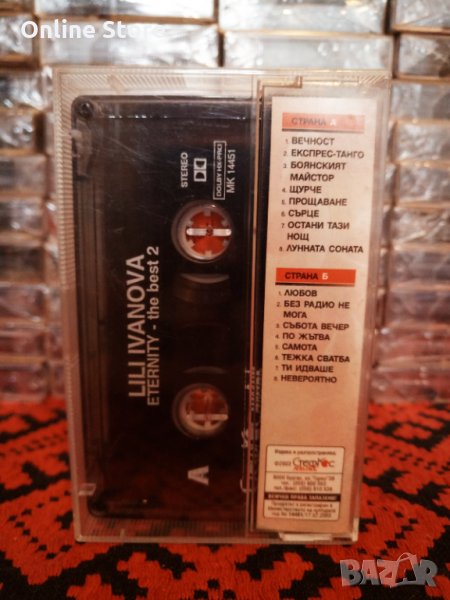 Online Store
СТРАНА А
1. ВЕЧНОСТ
2. ЕКСПРЕС-ТАНГО
3. БОЯНСКИЯТ
МАЙСТОР
4. ЩУРЧЕ
5. ПРОЩАВАНЕ
6. СЪРЦЕ
7. ОСТАНИ ТАЗИ
НОЩ
8. ЛУННАТА СОНАТА
СТРАНА Б
1. ЛЮБОВ
2. БЕЗ РАДИО НЕ
МОГА
3. СЪБОТА ВЕЧЕР
4. ПО ЖЪТВА
5. САМОТА
6. ТЕЖКА СВАТБА
7. ТИ ИДВАШЕ
8. НЕВЕРОЯТНО
Издава и разпространява:
ВСИЧКИ ПРАВА ЗАПАЗЕНИ!
LILI IVANOVA
ETERNITY - the best 2
STEREO
DOLBY HX-PRO
MK 14451
A
BAZAR